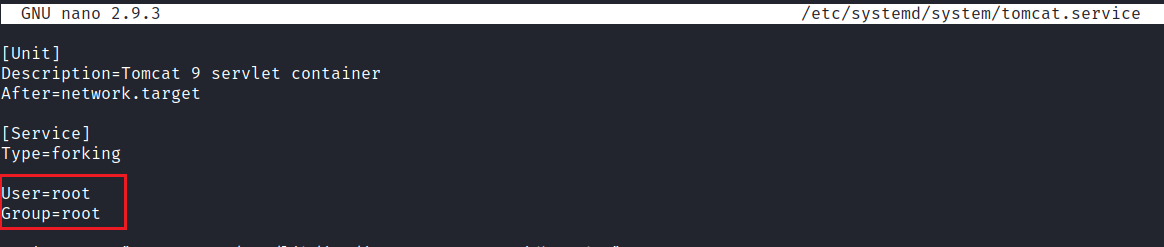 GNU nano 2.9.3 /etc/systemd/system/tomcat.service
[Unit]
Description=Tomcat 9 servlet container
After=network.target
[Service]
Type=forking
User=root
Group=root